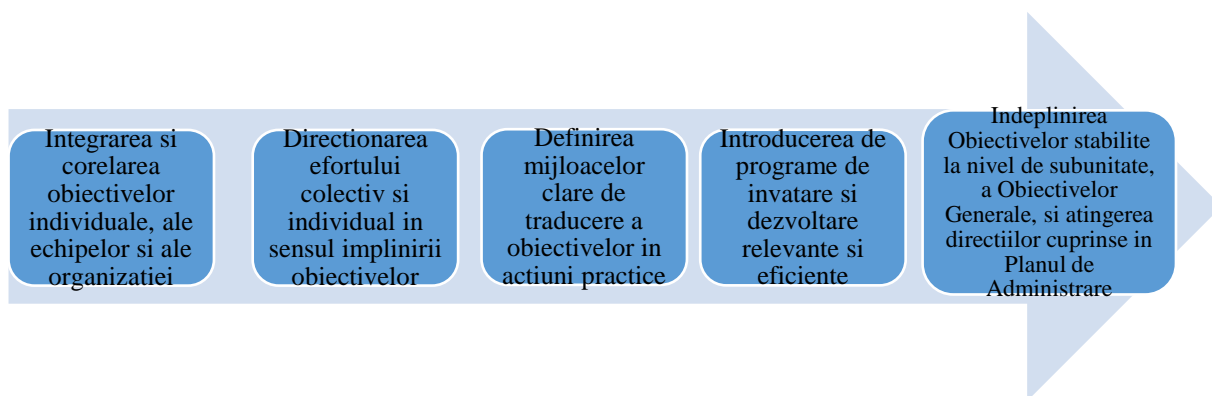 Integrarea si
corelarea
obiectivelor
individuale, ale
echipelor si ale
organizatiei
Directionarea
efortului
colectiv si
individual in
sensul implinirii
obiectivelor
Definirea
mijloacelor
clare de
traducere a
obiectivelor in
actiuni practice
Introducerea de
programe de
invatare si
dezvoltare
relevante si
eficiente
Indeplinirea
Obiectivelor stabilite
la nivel de subunitate,
a Obiectivelor
Generale, si atingerea
directiilor cuprinse in
Planul de
Administrare